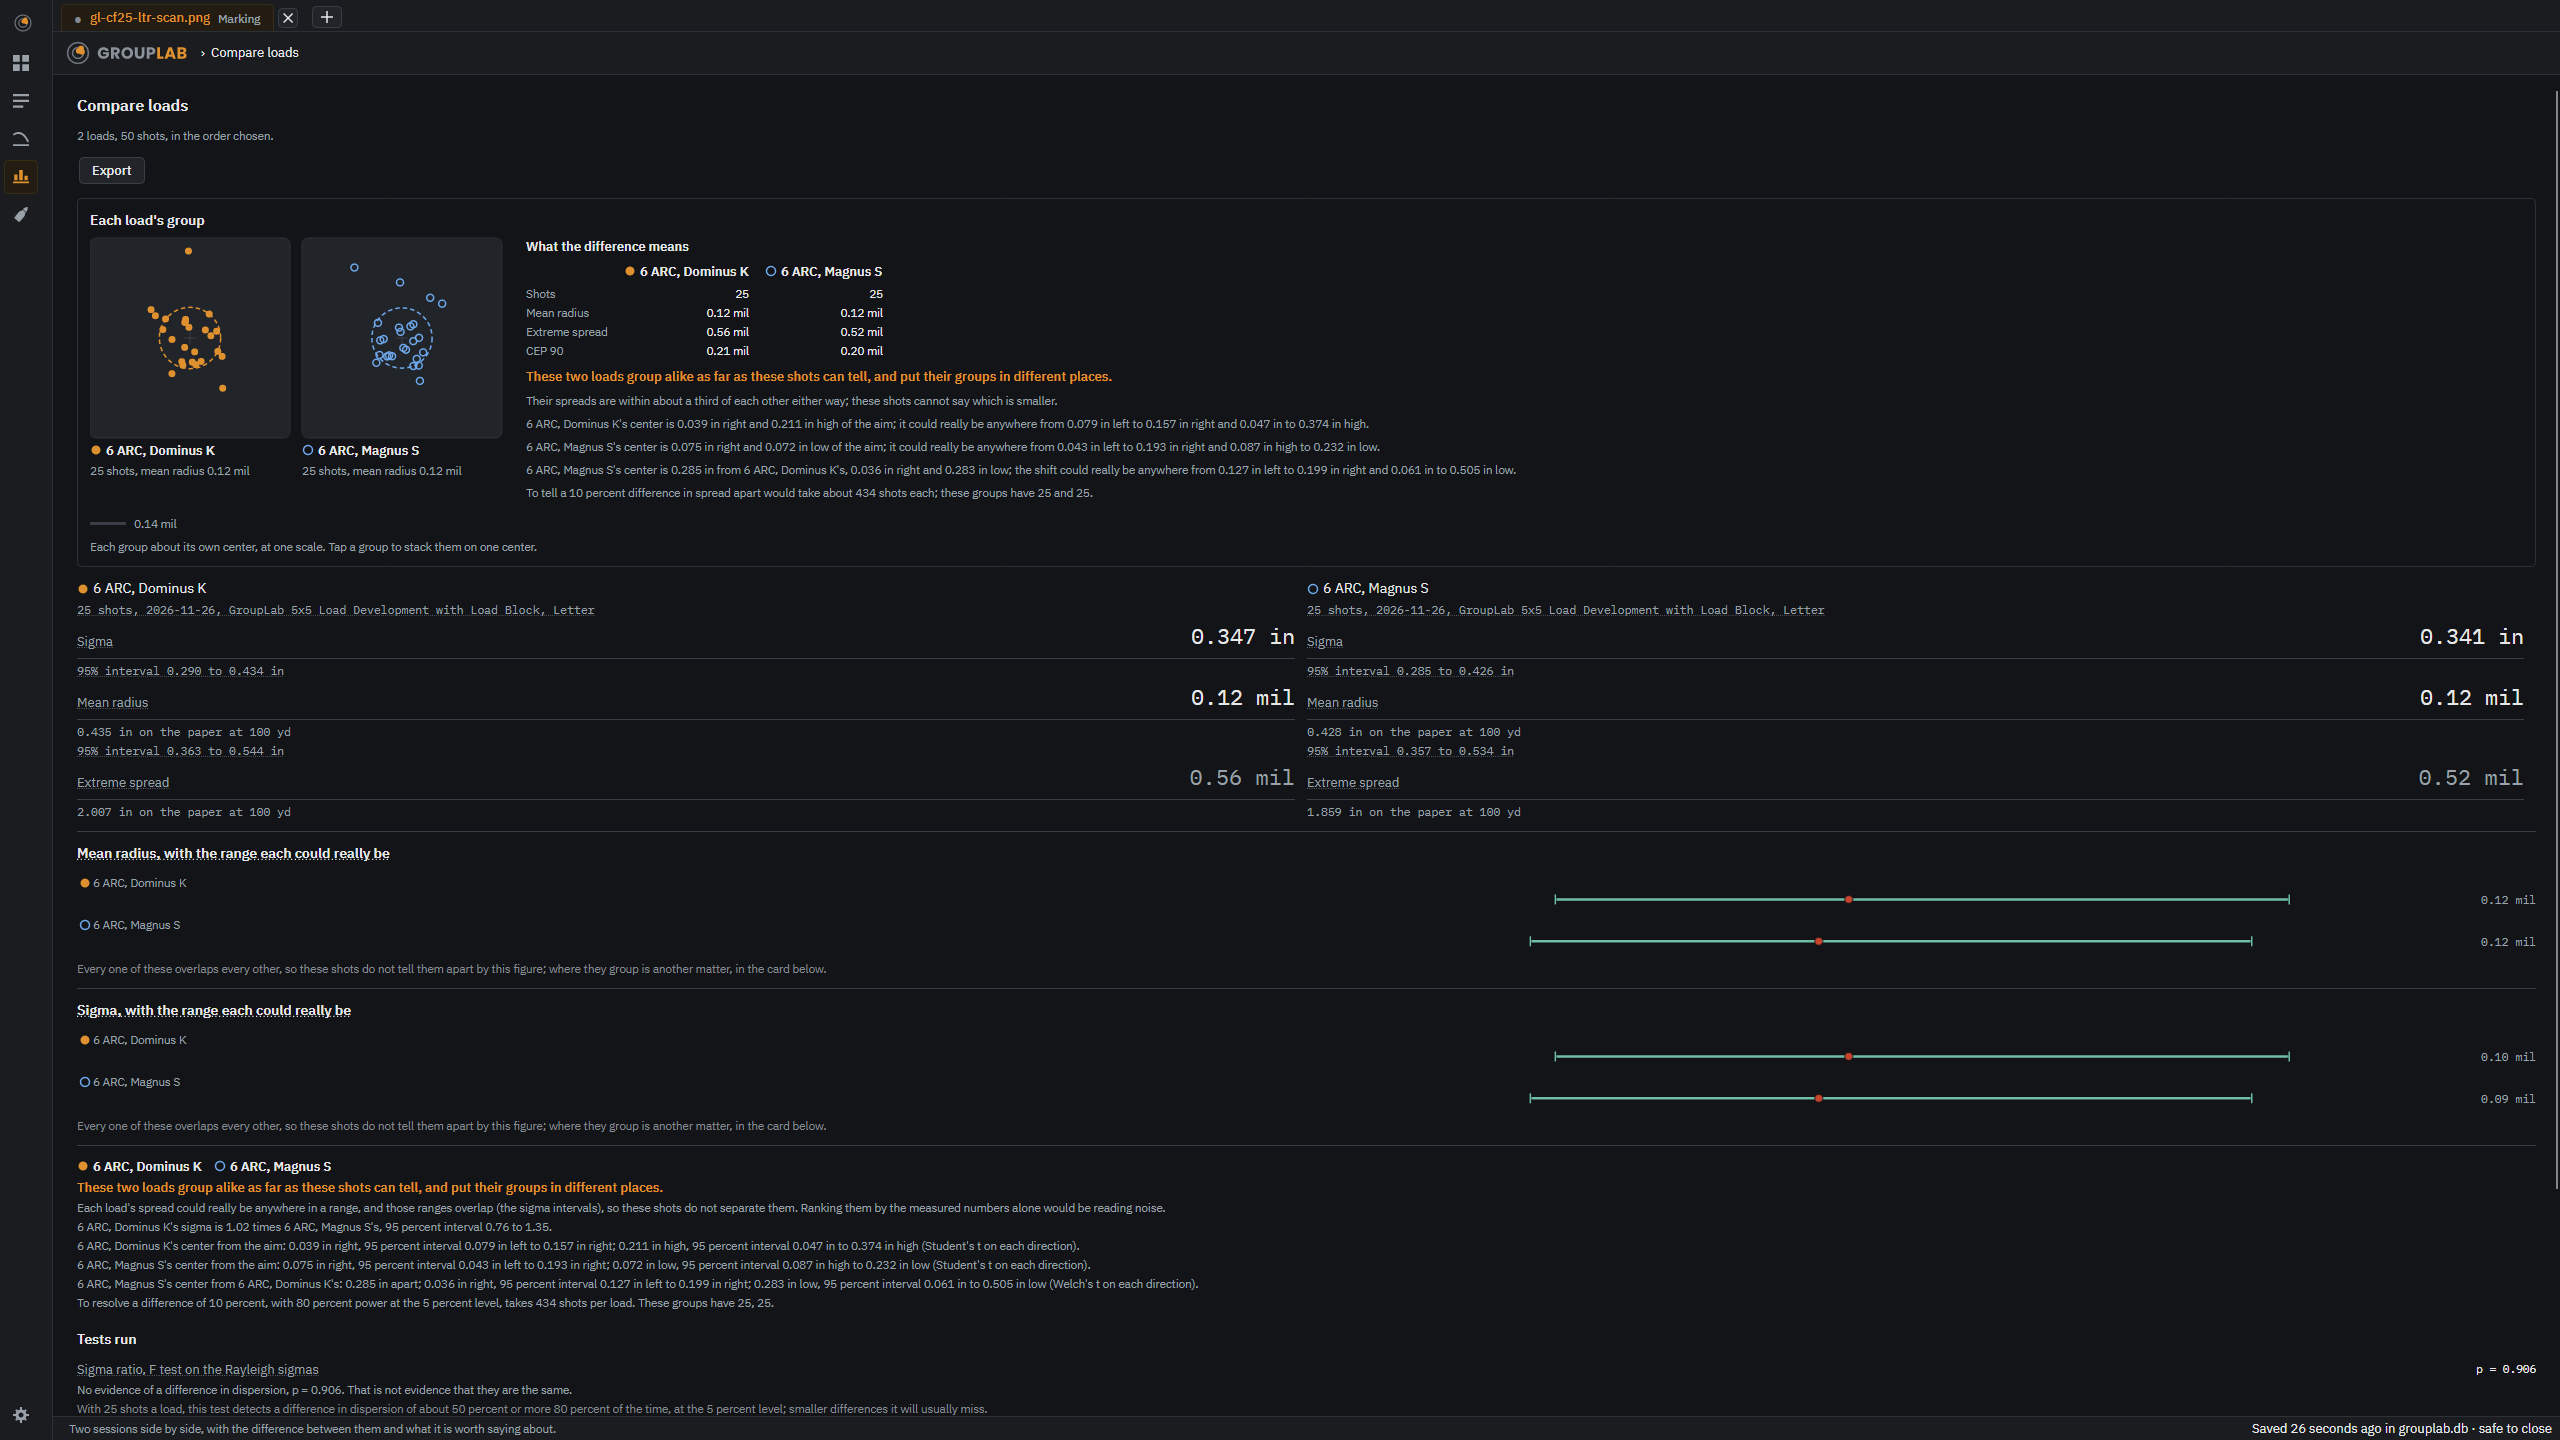 gl-cf25-ltr-scan.png Marking
GROUPLAB › Compare loads
Compare loads
2 loads, 50 shots, in the order chosen.
Export
Each load's group
What the difference means
6 ARC, Dominus K 6 ARC, Magnus S
Shots 25 25
Mean radius 0.12 mil 0.12 mil
Extreme spread 0.56 mil 0.52 mil
CEP 90 0.21 mil 0.20 mil
These two loads group alike as far as these shots can tell, and put their groups in different places.
Their spreads are within about a third of each other either way; these shots cannot say which is smaller.
6 ARC, Dominus K's center is 0.039 in right and 0.211 in high of the aim; it could really be anywhere from 0.079 in left to 0.157 in right and 0.047 in to 0.374 in high.
6 ARC, Magnus S's center is 0.075 in right and 0.072 in low of the aim; it could really be anywhere from 0.043 in left to 0.193 in right and 0.087 in high to 0.232 in low.
6 ARC, Magnus S's center is 0.285 in from 6 ARC, Dominus K's, 0.036 in right and 0.283 in low; the shift could really be anywhere from 0.127 in left to 0.199 in right and 0.061 in to 0.505 in low.
To tell a 10 percent difference in spread apart would take about 434 shots each; these groups have 25 and 25.
6 ARC, Dominus K
25 shots, mean radius 0.12 mil
6 ARC, Magnus S
25 shots, mean radius 0.12 mil
0.14 mil
Each group about its own center, at one scale. Tap a group to stack them on one center.
6 ARC, Dominus K
25 shots, 2026-11-26, GroupLab 5x5 Load Development with Load Block, Letter
Sigma 0.347 in
95% interval 0.290 to 0.434 in
Mean radius 0.12 mil
0.435 in on the paper at 100 yd
95% interval 0.363 to 0.544 in
Extreme spread 0.56 mil
2.007 in on the paper at 100 yd
6 ARC, Magnus S
25 shots, 2026-11-26, GroupLab 5x5 Load Development with Load Block, Letter
Sigma 0.341 in
95% interval 0.285 to 0.426 in
Mean radius 0.12 mil
0.428 in on the paper at 100 yd
95% interval 0.357 to 0.534 in
Extreme spread 0.52 mil
1.859 in on the paper at 100 yd
Mean radius, with the range each could really be
6 ARC, Dominus K 0.12 mil
6 ARC, Magnus S 0.12 mil
Every one of these overlaps every other, so these shots do not tell them apart by this figure; where they group is another matter, in the card below.
Sigma, with the range each could really be
6 ARC, Dominus K 0.10 mil
6 ARC, Magnus S 0.09 mil
Every one of these overlaps every other, so these shots do not tell them apart by this figure; where they group is another matter, in the card below.
6 ARC, Dominus K 6 ARC, Magnus S
These two loads group alike as far as these shots can tell, and put their groups in different places.
Each load's spread could really be anywhere in a range, and those ranges overlap (the sigma intervals), so these shots do not separate them. Ranking them by the measured numbers alone would be reading noise.
6 ARC, Dominus K's sigma is 1.02 times 6 ARC, Magnus S's, 95 percent interval 0.76 to 1.35.
6 ARC, Dominus K's center from the aim: 0.039 in right, 95 percent interval 0.079 in left to 0.157 in right; 0.211 in high, 95 percent interval 0.047 in to 0.374 in high (Student's t on each direction).
6 ARC, Magnus S's center from the aim: 0.075 in right, 95 percent interval 0.043 in left to 0.193 in right; 0.072 in low, 95 percent interval 0.087 in high to 0.232 in low (Student's t on each direction).
6 ARC, Magnus S's center from 6 ARC, Dominus K's: 0.285 in apart; 0.036 in right, 95 percent interval 0.127 in left to 0.199 in right; 0.283 in low, 95 percent interval 0.061 in to 0.505 in low (Welch's t on each direction).
To resolve a difference of 10 percent, with 80 percent power at the 5 percent level, takes 434 shots per load. These groups have 25, 25.
Tests run
Sigma ratio, F test on the Rayleigh sigmas p = 0.906
No evidence of a difference in dispersion, p = 0.906. That is not evidence that they are the same.
With 25 shots a load, this test detects a difference in dispersion of about 50 percent or more 80 percent of the time, at the 5 percent level; smaller differences it will usually miss.
Two sessions side by side, with the difference between them and what it is worth saying about.
Saved 26 seconds ago in grouplab.db · safe to close